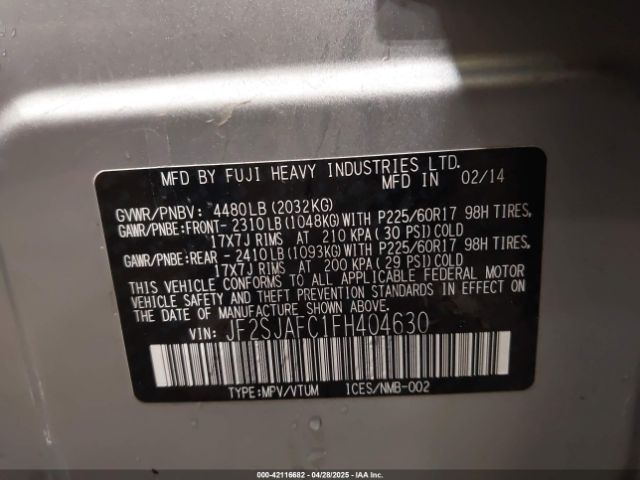 MFD BY FUJI HEAVY INDUSTRIES LTD.
MFD IN 02/14
GVWR/PNBV: 4480LB (2032KG)
GAWR/PNBE:FRONT- 2310LB (1048KG) WITH P225/60R17 98H TIRES,
17X7J RIMS AT 210 KPA (30 PSI) COLD
GAWR/PNBE:REAR - 2410LB (1093KG) WITH P225/60R17 98H TIRES,
17X7J RIMS AT 200 KPA (29 PSI) COLD
THIS VEHICLE CONFORMS TO ALL APPLICABLE FEDERAL MOTOR
VEHICLE SAFETY AND THEFT PREVENTION STANDARDS IN EFFECT ON
THE DATE OF MANUFACTURE SHOWN ABOVE.
VIN: JF2SJAFC1FH404630
TYPE:MPV/VTUM ICES/NMB-002
000-42116682 - 04/28/2025 - IAAI.COM